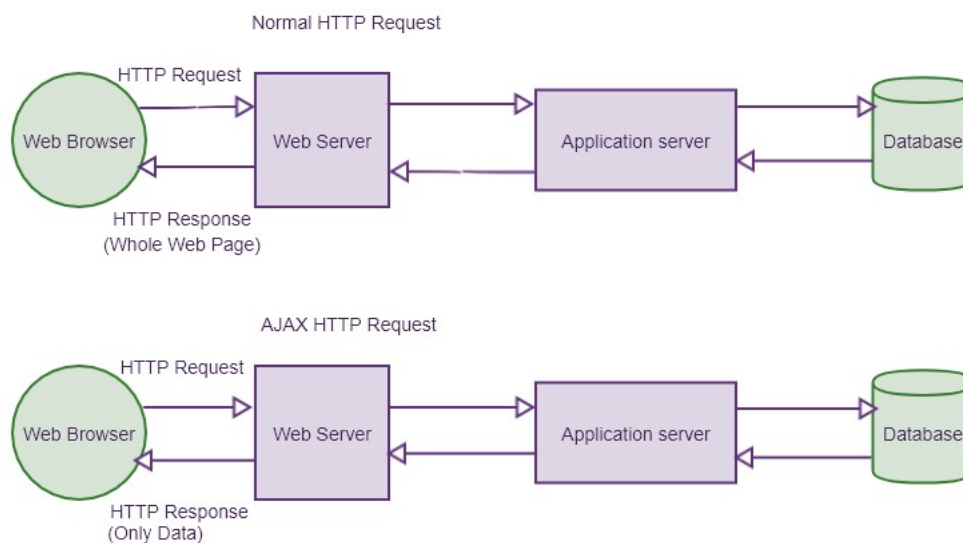 Normal HTTP Request
HTTP Request
Web Browser
Web Server
Application server
Database
HTTP Response
(Whole Web Page)
AJAX HTTP Request
HTTP Request
Web Browser
Web Server
Application server
Database
HTTP Response
(Only Data)